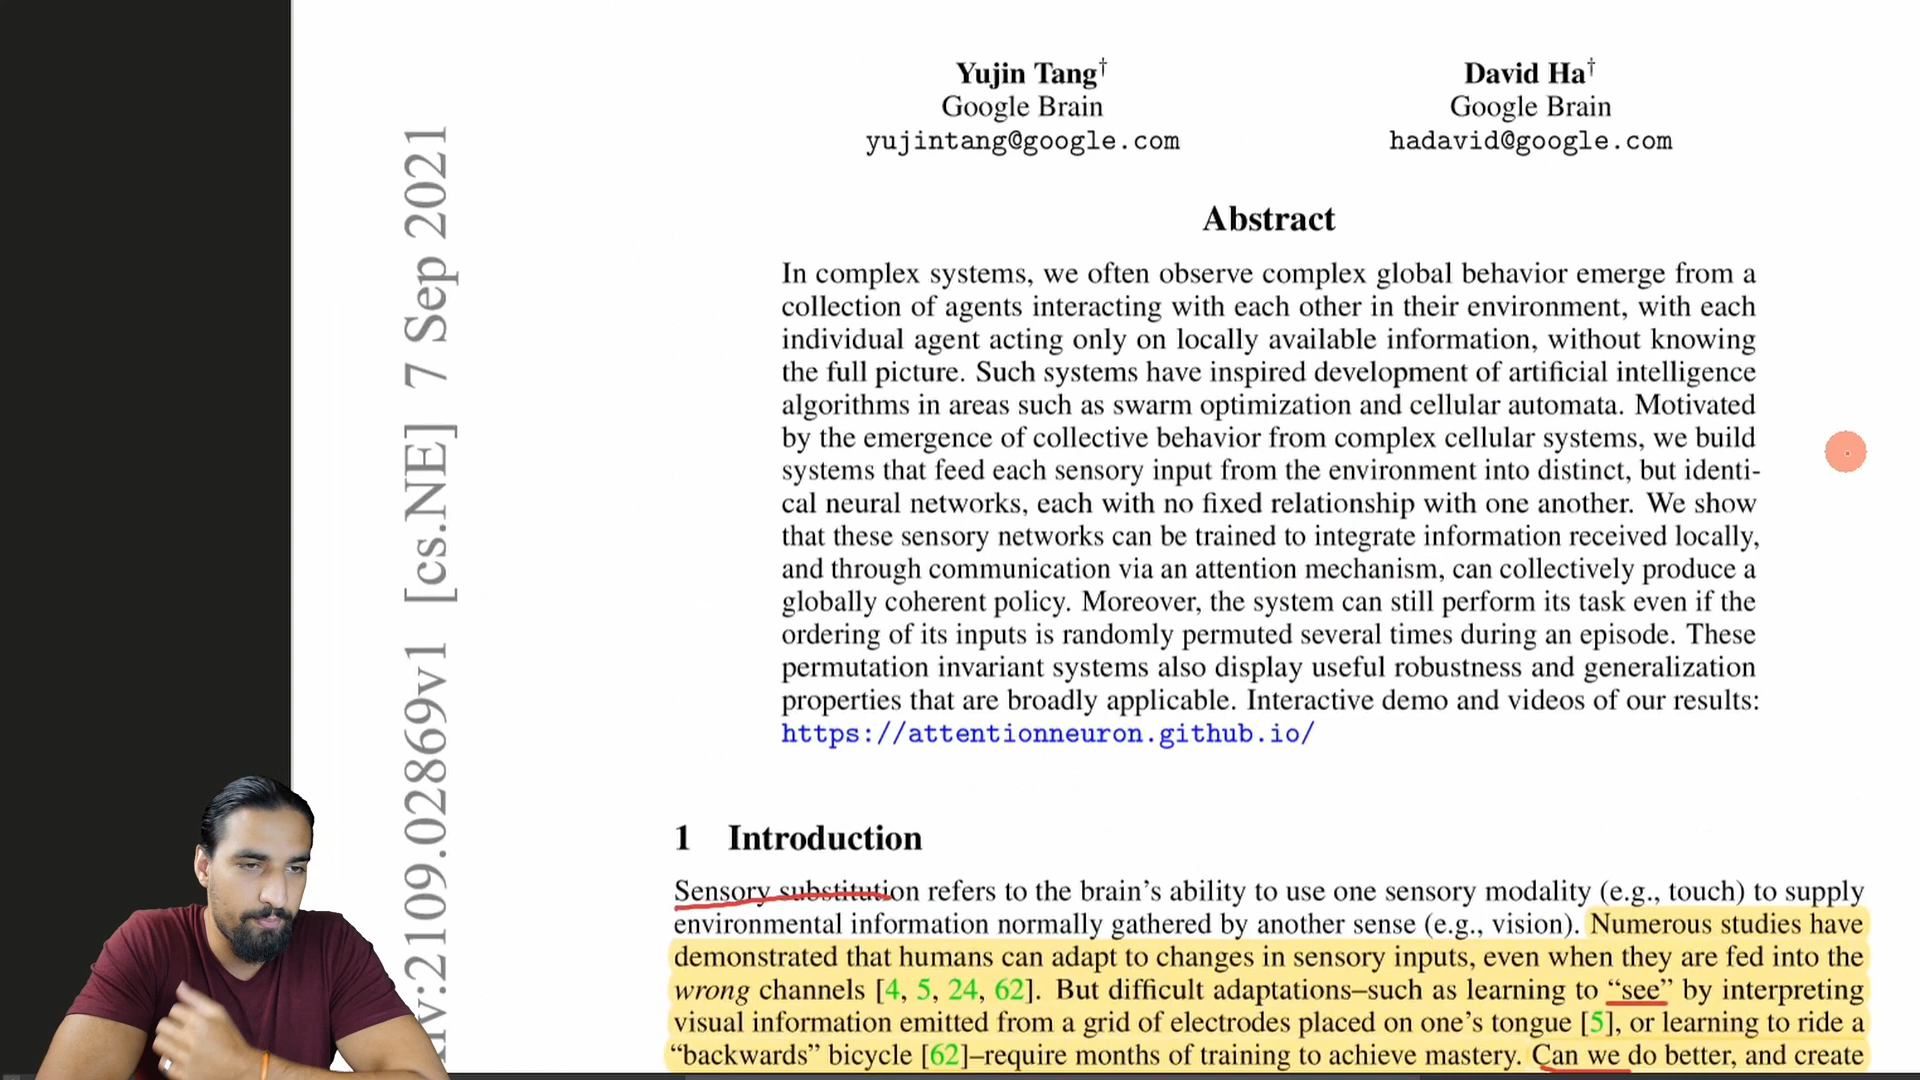 Yujin Tang†
Google Brain
yujintang@google.com
David Ha†
Google Brain
hadavid@google.com
Abstract
In complex systems, we often observe complex global behavior emerge from a
collection of agents interacting with each other in their environment, with each
individual agent acting only on locally available information, without knowing
the full picture. Such systems have inspired development of artificial intelligence
algorithms in areas such as swarm optimization and cellular automata. Motivated
by the emergence of collective behavior from complex cellular systems, we build
systems that feed each sensory input from the environment into distinct, but identi-
cal neural networks, each with no fixed relationship with one another. We show
that these sensory networks can be trained to integrate information received locally,
and through communication via an attention mechanism, can collectively produce a
globally coherent policy. Moreover, the system can still perform its task even if the
ordering of its inputs is randomly permuted several times during an episode. These
permutation invariant systems also display useful robustness and generalization
properties that are broadly applicable. Interactive demo and videos of our results:
https://attentionneuron.github.io/
1 Introduction
Sensory substitution refers to the brain's ability to use one sensory modality (e.g., touch) to supply
environmental information normally gathered by another sense (e.g., vision). Numerous studies have
demonstrated that humans can adapt to changes in sensory inputs, even when they are fed into the
wrong channels [4, 5, 24, 62]. But difficult adaptations–such as learning to “see” by interpreting
visual information emitted from a grid of electrodes placed on one's tongue [5], or learning to ride a
“backwards” bicycle [62]–require months of training to achieve mastery. Can we do better, and create
iv:2109.02869v1 [cs.NE] 7 Sep 2021